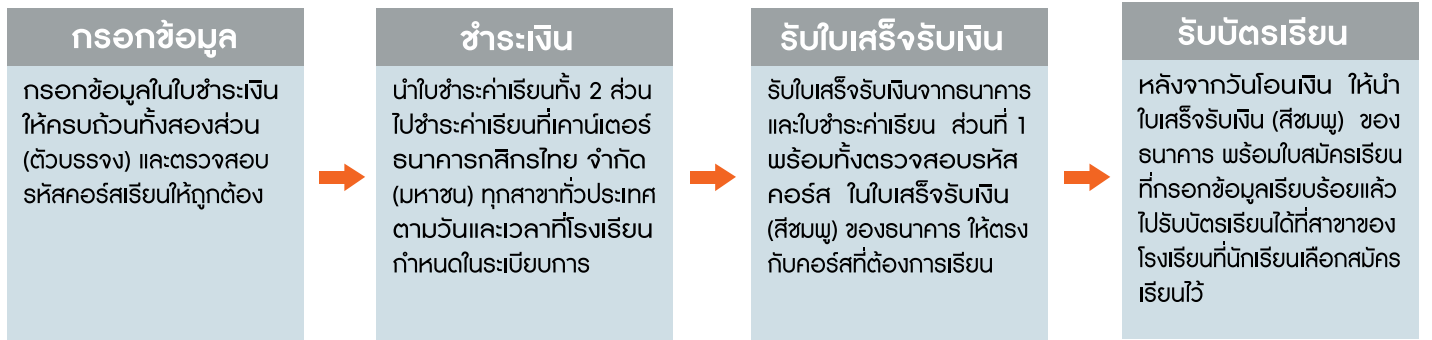 กรอกข้อมูล
กรอกข้อมูลในใบชำระเงิน
ให้ครบถ้วนทั้งสองส่วน
(ตัวบรรจง) และตรวจสอบ
รหัสคอร์สเรียนให้ถูกต้อง
ชำระเงิน
นำใบชำระค่าเรียนทั้ง 2 ส่วน
ไปชำระค่าเรียนที่เคาน์เตอร์
ธนาคารกสิกรไทย จำกัด
(มหาชน) ทุกสาขาทั่วประเทศ
ตามวันและเวลาที่โรงเรียน
กำหนดในระเบียบการ
รับใบเสร็จรับเงิน
รับใบเสร็จรับเงินจากธนาคาร
และใบชำระค่าเรียน ส่วนที่ 1
พร้อมทั้งตรวจสอบรหัส
คอร์ส ในใบเสร็จรับเงิน
(สีชมพู) ของธนาคาร ให้ตรง
กับคอร์สที่ต้องการเรียน
รับบัตรเรียน
หลังจากวันโอนเงิน ให้นำ
ใบเสร็จรับเงิน (สีชมพู) ของ
ธนาคาร พร้อมใบสมัครเรียน
ที่กรอกข้อมูลเรียบร้อยแล้ว
ไปรับบัตรเรียนได้ที่สาขาของ
โรงเรียนที่นักเรียนเลือกสมัคร
เรียนไว้